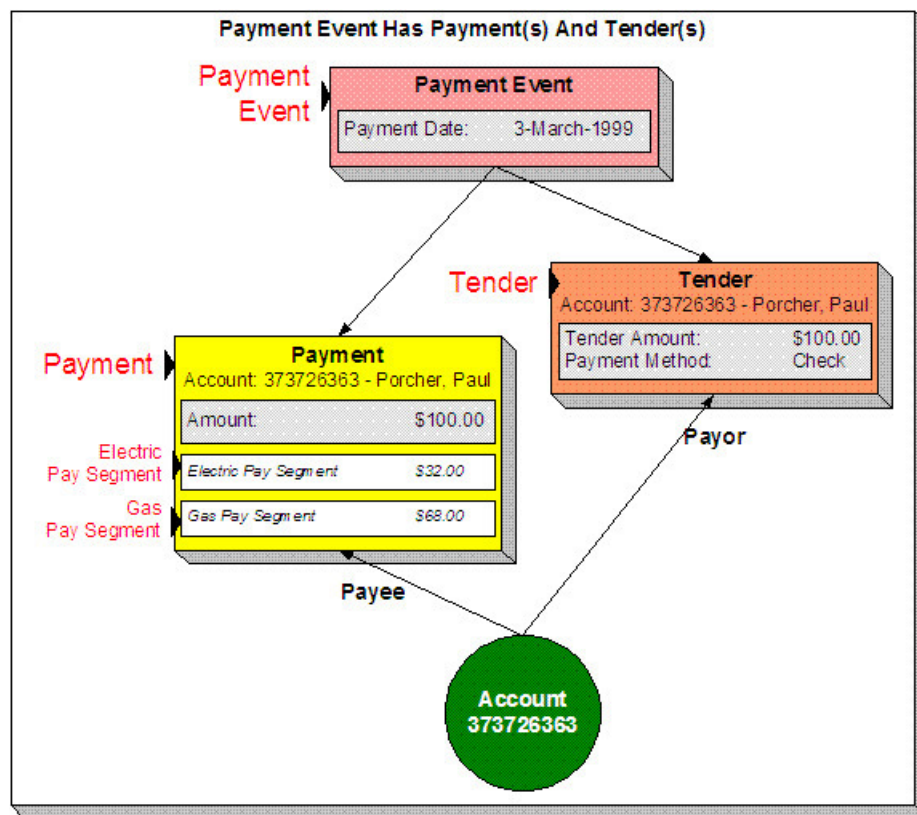 Payment Event Has Payment(s) And Tender(s)
Payment
Event
Payment Event
Payment Date: 3-March-1999
Tender
Tender
Account: 373726363 - Porcher, Paul
Tender Amount: $100.00
Payment Method: Check
Payment
Payment
Account: 373726363 - Porcher, Paul
Amount: $100.00
Electric
Pay Segment
Electric Pay Segment $32.00
Gas
Pay Segment
Gas Pay Segment $68.00
Payor
Payee
Account
373726363